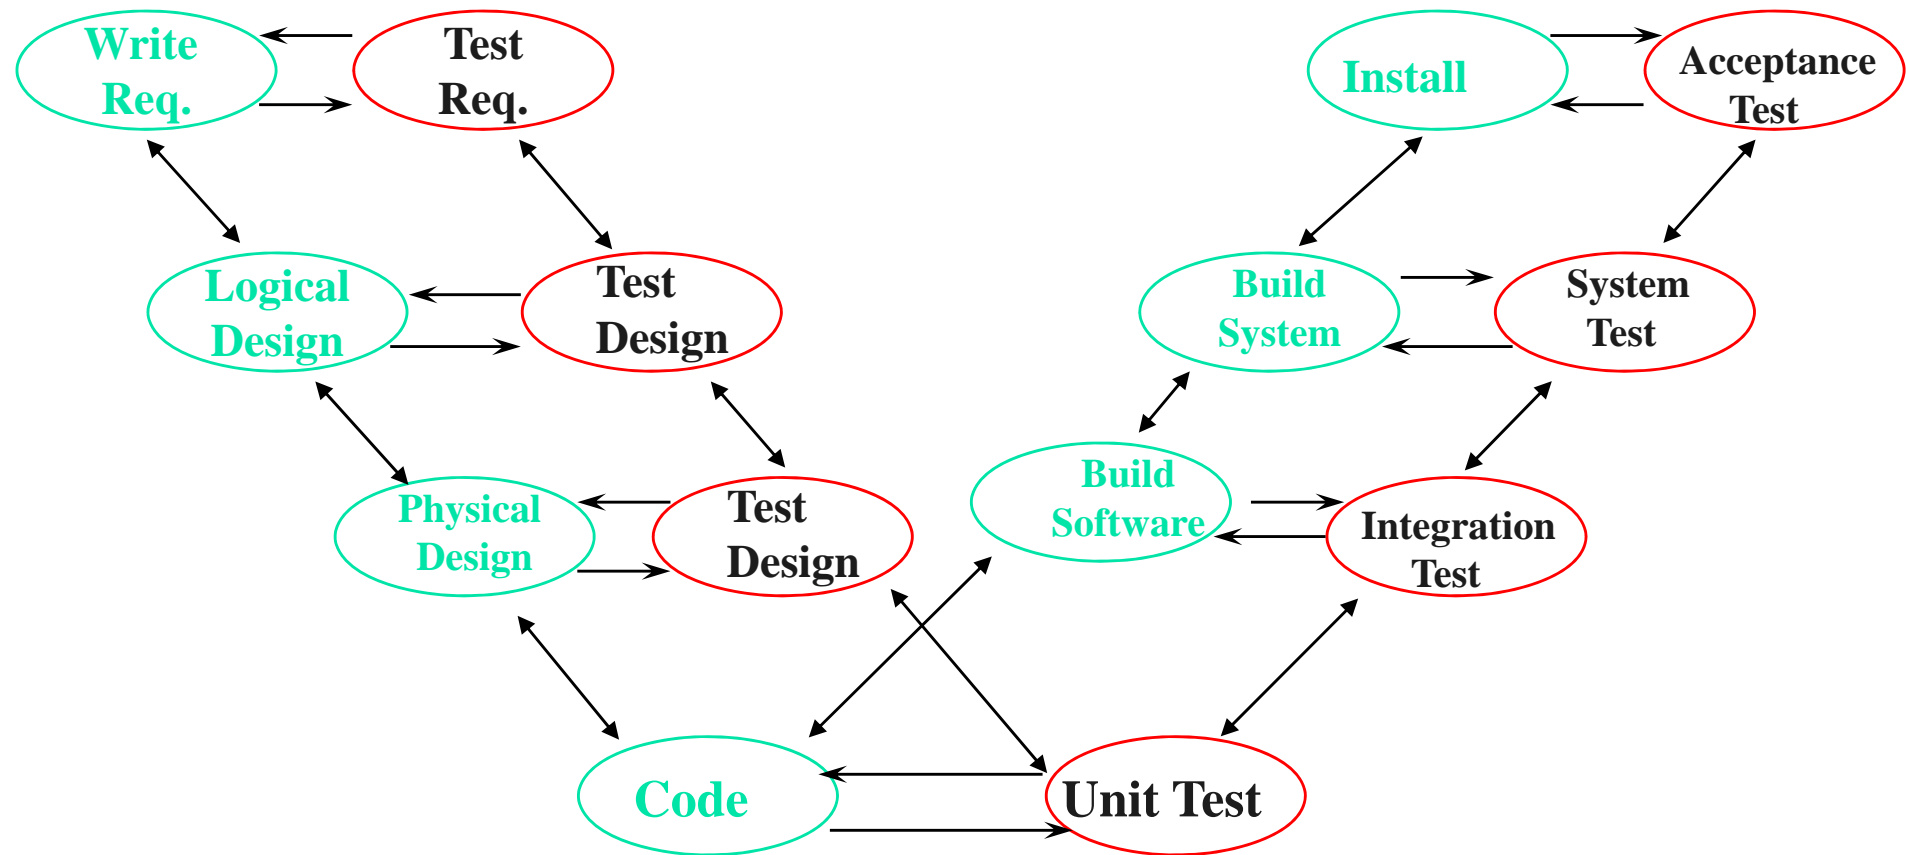 Write
Req.
Test
Req.
Install
Acceptance
Test
Logical
Design
Test
Design
Build
System
System
Test
Physical
Design
Test
Design
Build
Software
Integration
Test
Code
Unit Test